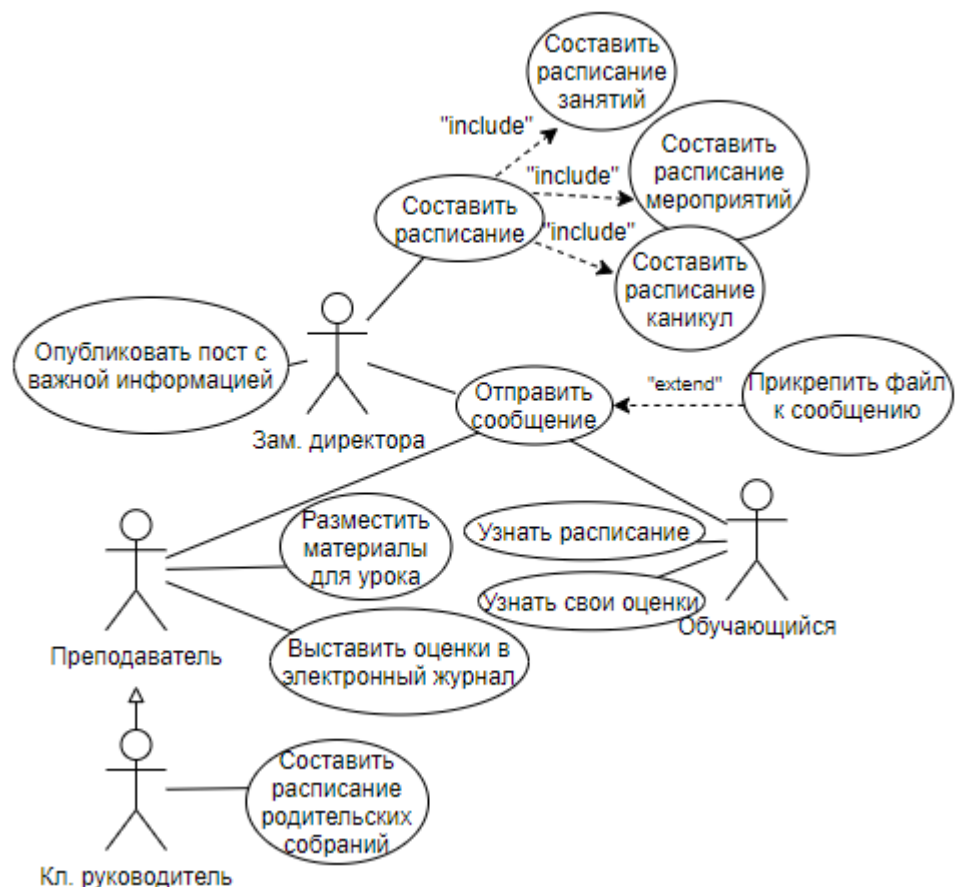 Составить
расписание
занятий
"include"
Составить
расписание
мероприятий
"include"
Составить
расписание
"include"
Составить
расписание
каникул
Опубликовать пост с
важной информацией
Зам. директора
Отправить
сообщение
"extend"
Прикрепить файл
к сообщению
Разместить
материалы
для урока
Узнать расписание
Узнать свои оценки
Обучающийся
Преподаватель
Выставить оценки в
электронный журнал
Составить
расписание
родительских
собраний
Кл. руководитель